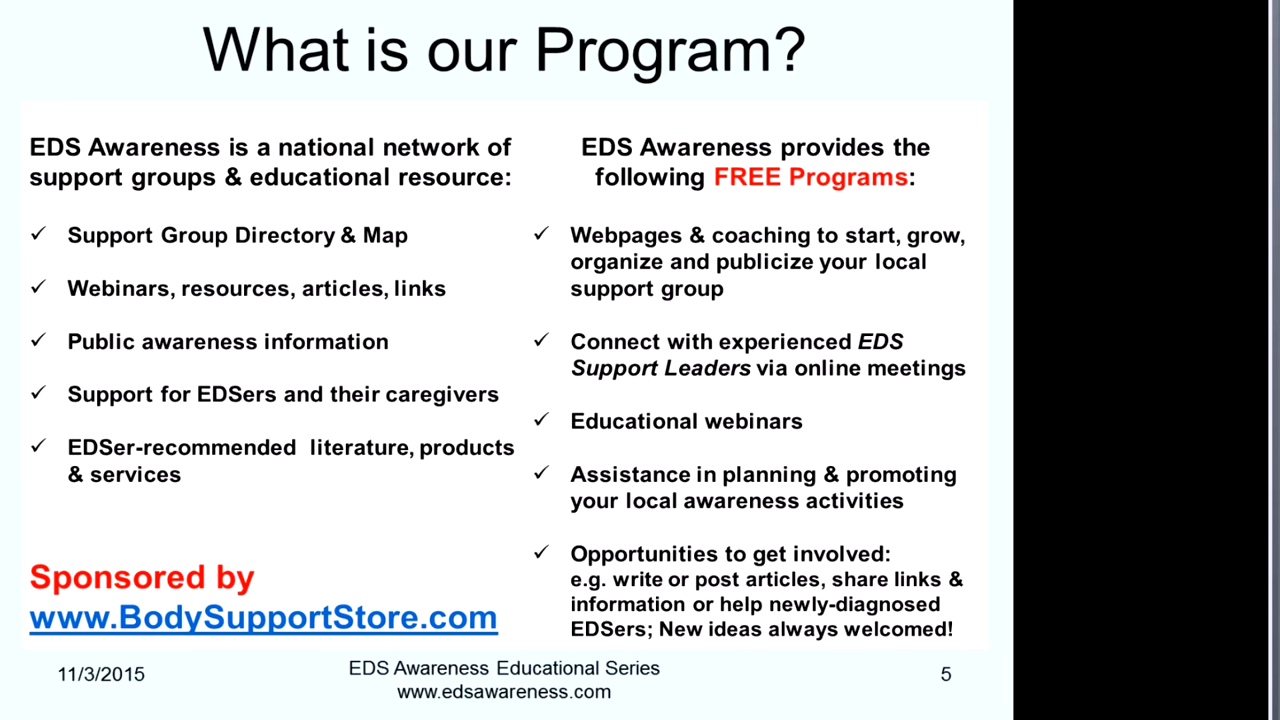 What is our Program?
EDS Awareness is a national network of
support groups & educational resource:
✓ Support Group Directory & Map
✓ Webinars, resources, articles, links
✓ Public awareness information
✓ Support for EDSers and their caregivers
✓ EDSer-recommended literature, products
& services
Sponsored by
www.BodySupportStore.com
EDS Awareness provides the
following FREE Programs:
✓ Webpages & coaching to start, grow,
organize and publicize your local
support group
✓ Connect with experienced EDS
Support Leaders via online meetings
✓ Educational webinars
✓ Assistance in planning & promoting
your local awareness activities
✓ Opportunities to get involved:
e.g. write or post articles, share links &
information or help newly-diagnosed
EDSers; New ideas always welcomed!
11/3/2015
EDS Awareness Educational Series
www.edsawareness.com
5